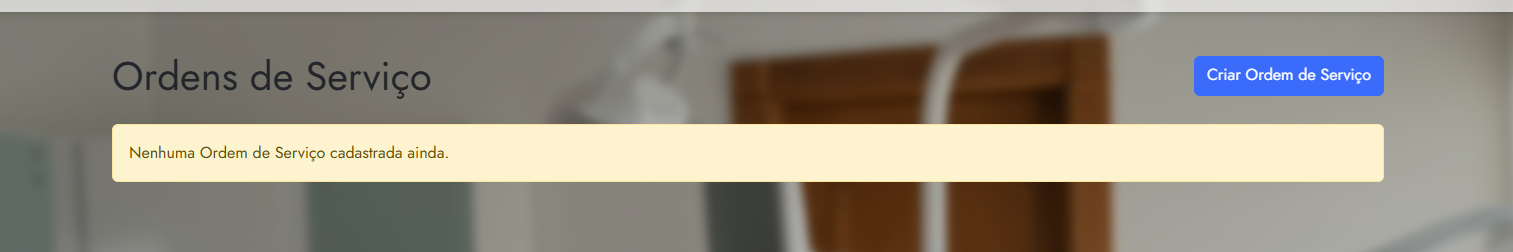 Ordens de Serviço
Criar Ordem de Serviço
Nenhuma Ordem de Serviço cadastrada ainda.